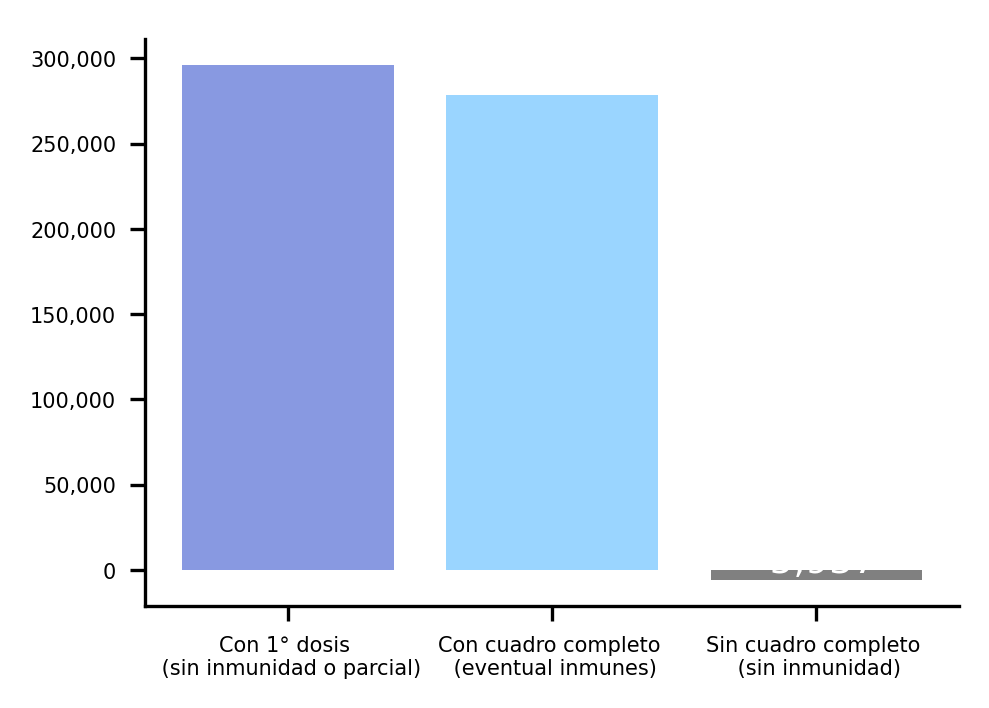 300,000
250,000
200,000
150,000
100,000
50,000
0
Con 1° dosis
(sin inmunidad o parcial)
Con cuadro completo
(eventual inmunes)
Sin cuadro completo
(sin inmunidad)